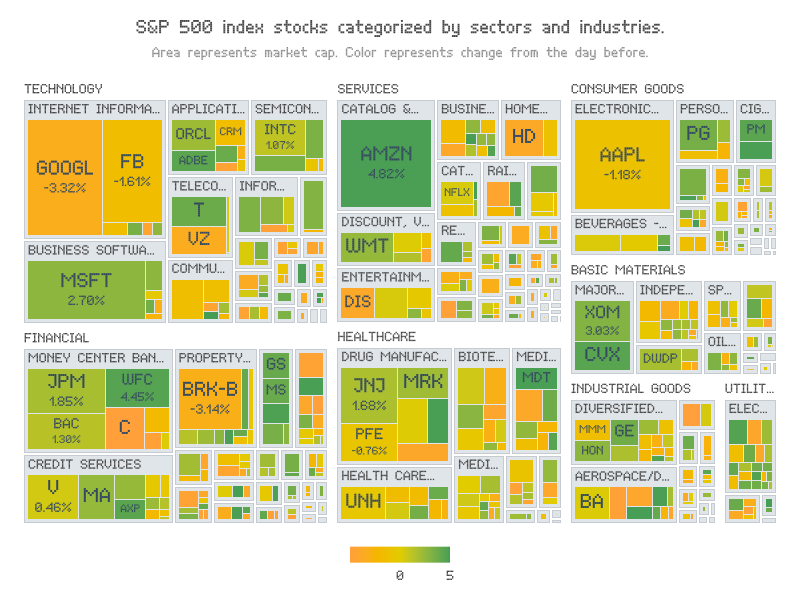 S&P 500 index stocks categorized by sectors and industries.
Area represents market cap. Color represents change from the day before.
TECHNOLOGY
INTERNET INFORMA...
GOOGL
-3.32%
FB
-1.61%
APPLICATI...
ORCL
CRM
ADBE
SEMICON...
INTC
1.07%
TELECO...
T
VZ
INFOR...
BUSINESS SOFTWA...
MSFT
2.70%
COMMU...
SERVICES
CATALOG &...
AMZN
4.82%
BUSINE...
HOME...
HD
CAT...
NFLX
RAI...
DISCOUNT, V...
WMT
RE...
ENTERTAINM...
DIS
CONSUMER GOODS
ELECTRONIC...
AAPL
-1.18%
PERSO...
PG
CIG...
PM
BEVERAGES -...
BASIC MATERIALS
MAJOR...
XOM
3.03%
CVX
INDEPE...
DWDP
SP...
OIL...
FINANCIAL
MONEY CENTER BAN...
JPM
1.85%
WFC
4.45%
BAC
1.30%
C
PROPERTY...
BRK-B
-3.14%
GS
MS
CREDIT SERVICES
V
0.46%
MA
AXP
HEALTHCARE
DRUG MANUFAC...
JNJ
1.68%
MRK
PFE
-0.76%
BIOTE...
MEDI...
MDT
HEALTH CARE...
UNH
MEDI...
INDUSTRIAL GOODS
DIVERSIFIED...
MMM
GE
HON
AEROSPACE/D...
BA
UTILIT...
ELEC...
0
5